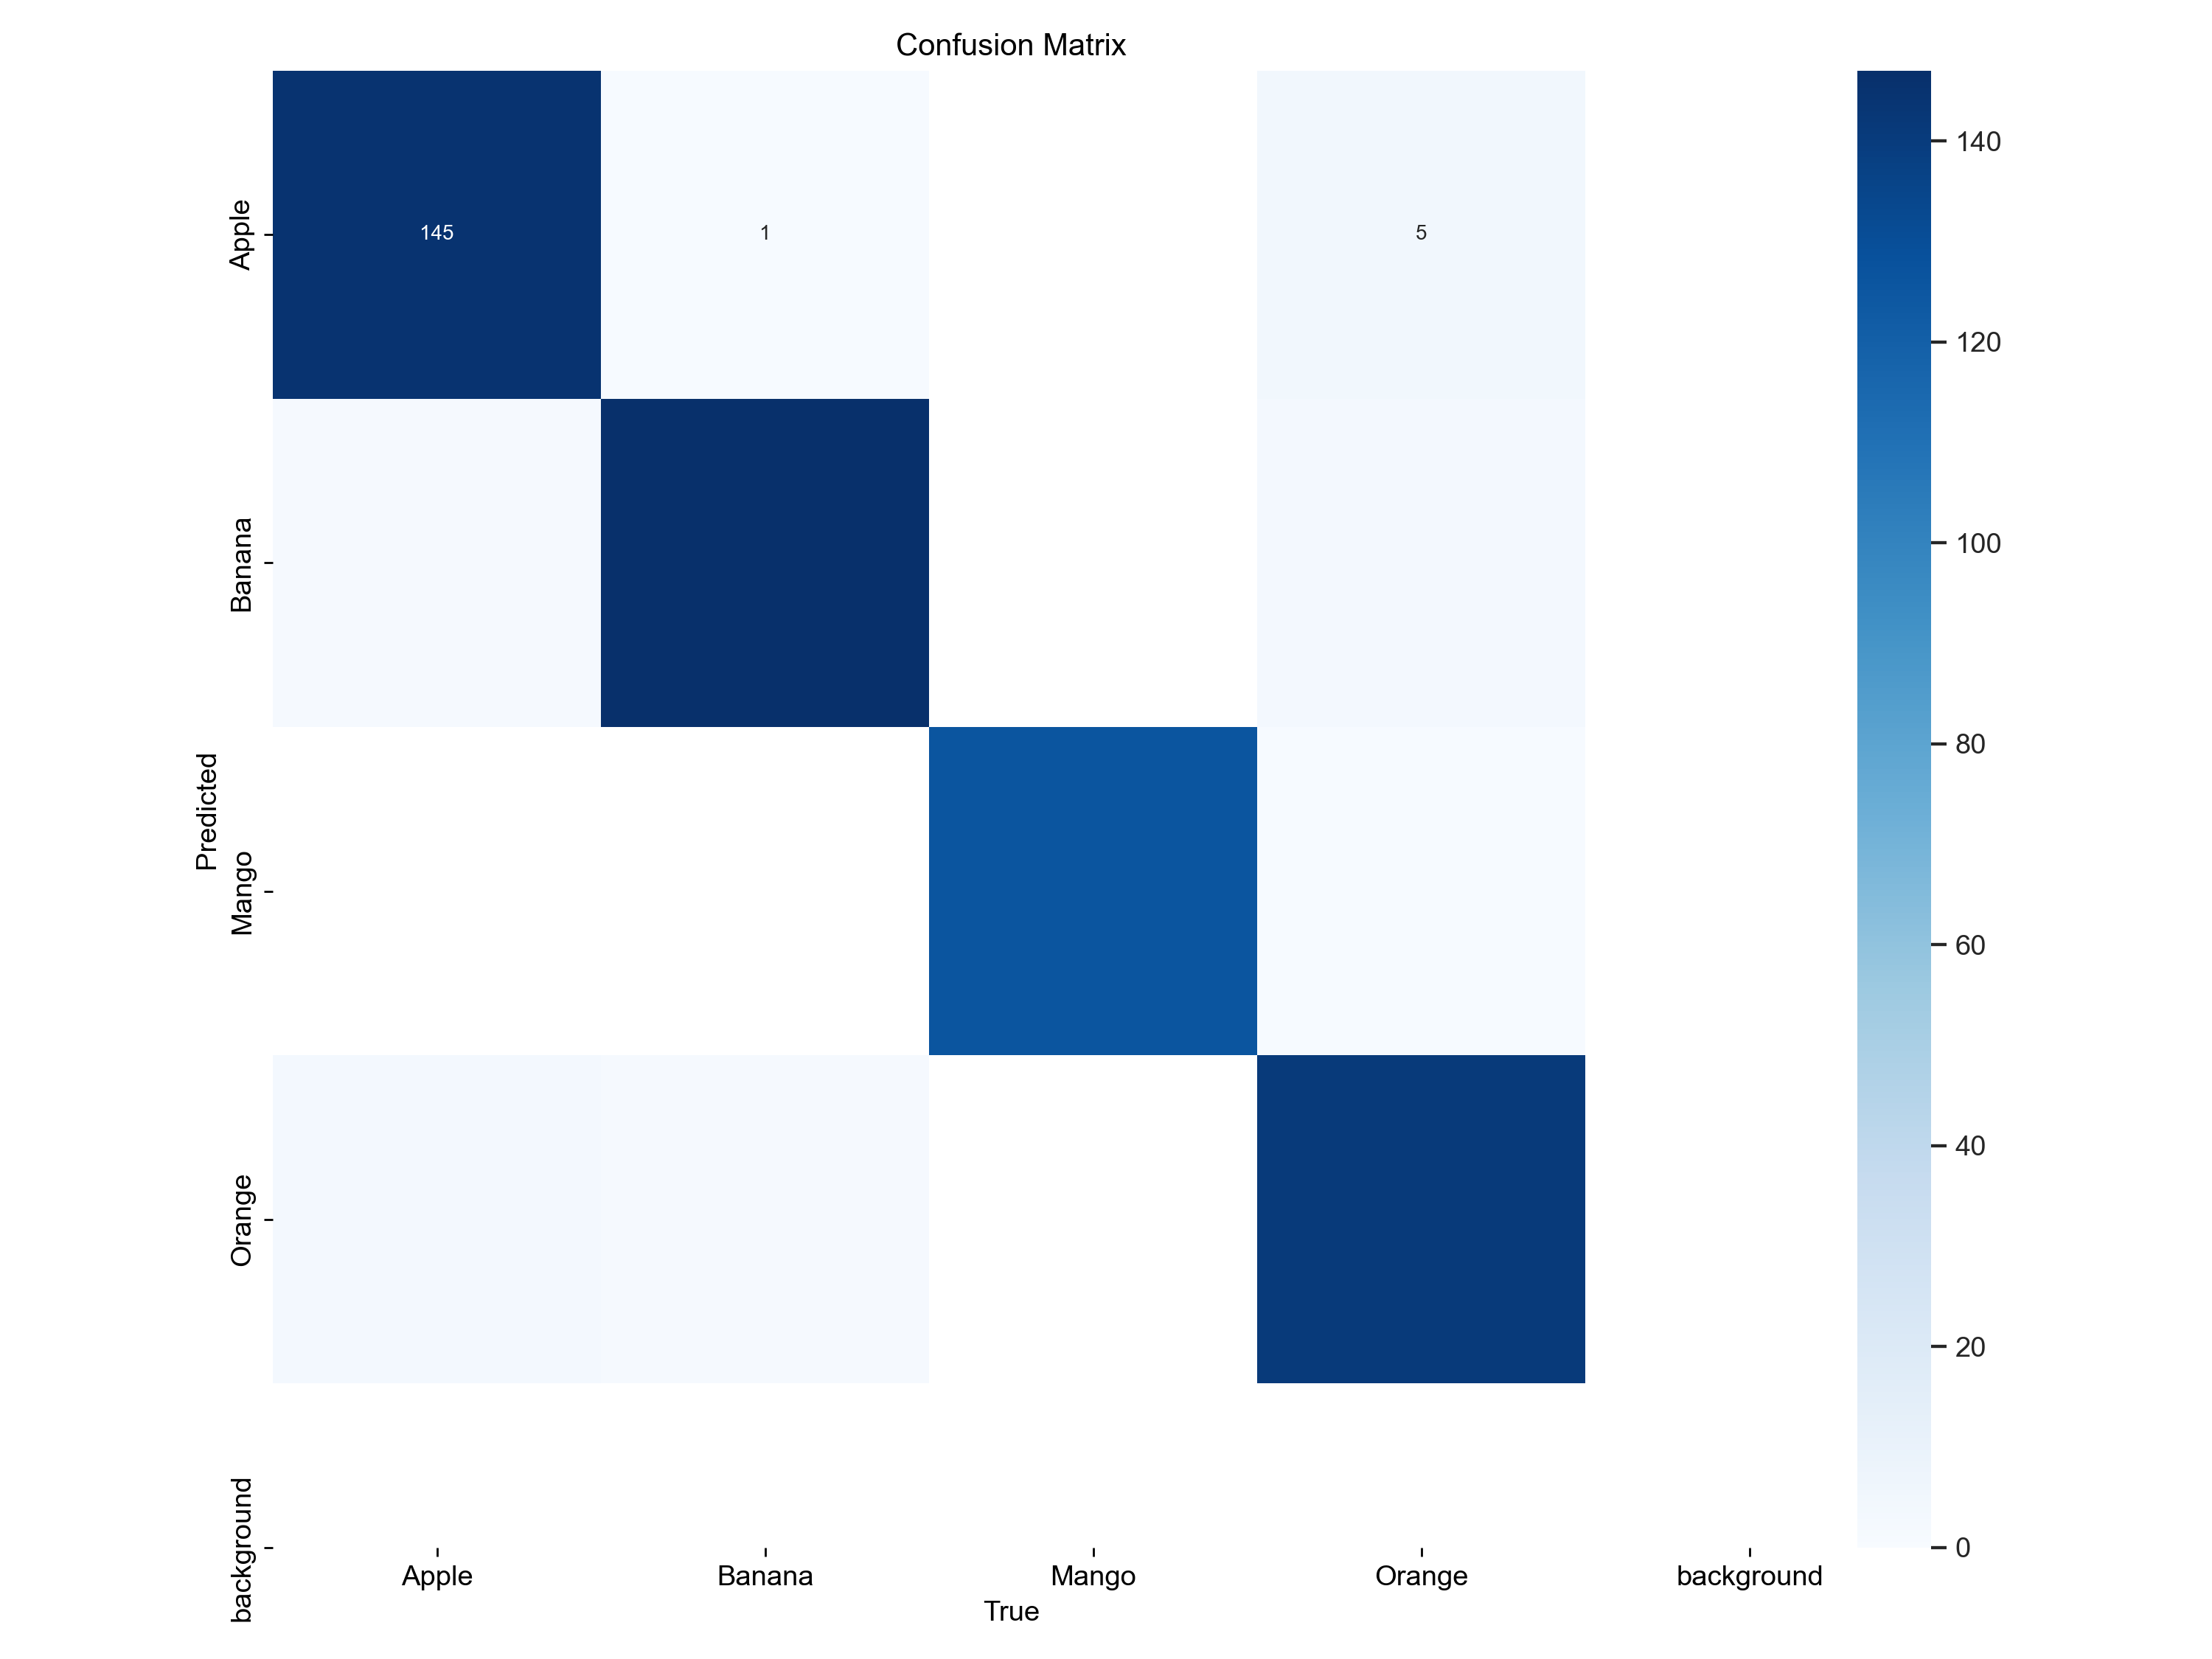 Confusion Matrix
145 1 5
Apple
Banana
Mango
Orange
background
Predicted
Apple Banana Mango Orange background
True
140
120
100
80
60
40
20
0